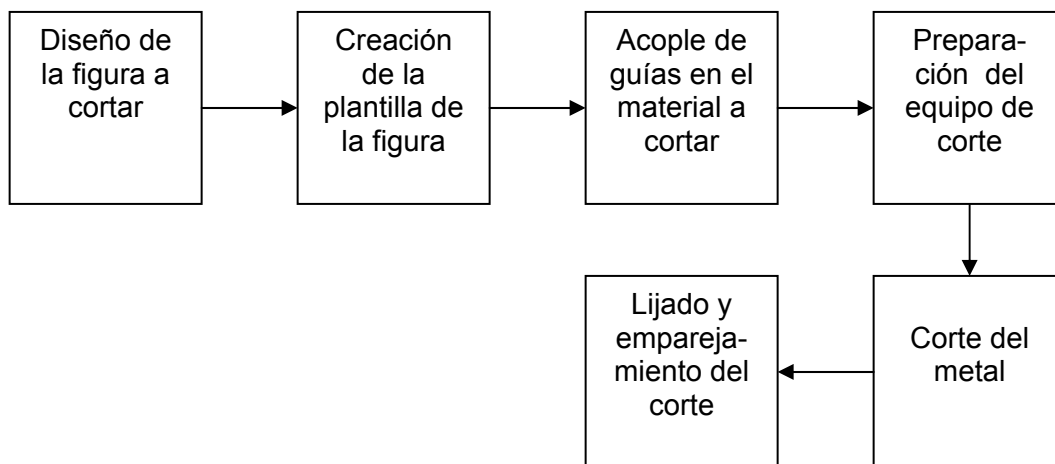 Diseño de
la figura a
cortar
Creación
de la
plantilla de
la figura
Acople de
guías en el
material a
cortar
Prepara-
ción del
equipo de
corte
Corte del
metal
Lijado y
empareja-
miento del
corte